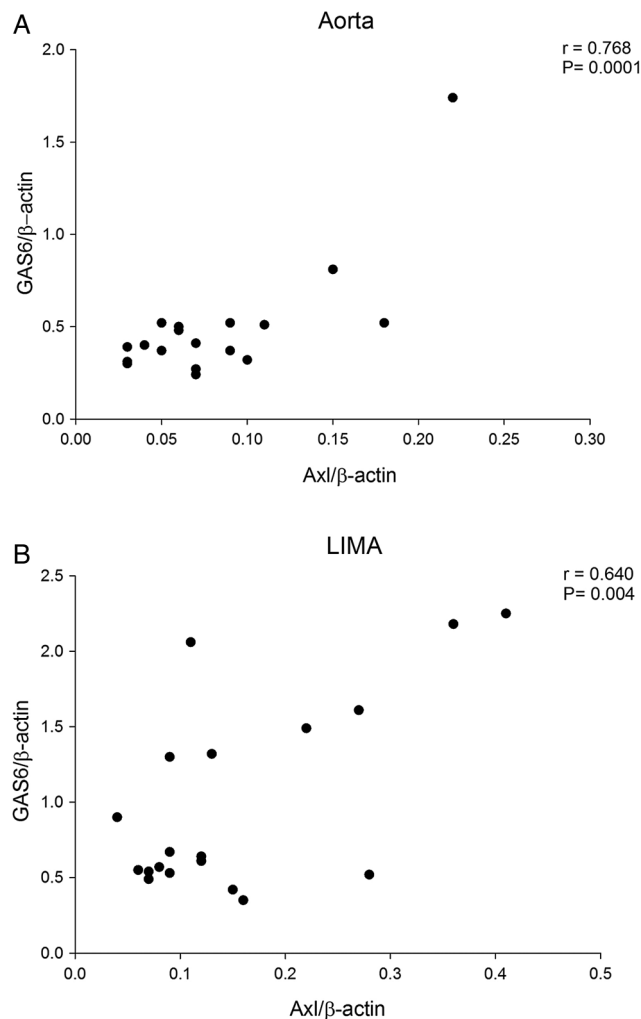 A
Aorta
r = 0.768
P= 0.0001
2.0
1.5
1.0
0.5
0.0
GAS6/β–actin
0.00 0.05 0.10 0.15 0.20 0.25 0.30
Axl/β-actin
B
LIMA
r = 0.640
P= 0.004
2.5
2.0
1.5
1.0
0.5
0.0
GAS6/β-actin
0.0 0.1 0.2 0.3 0.4 0.5
Axl/β-actin